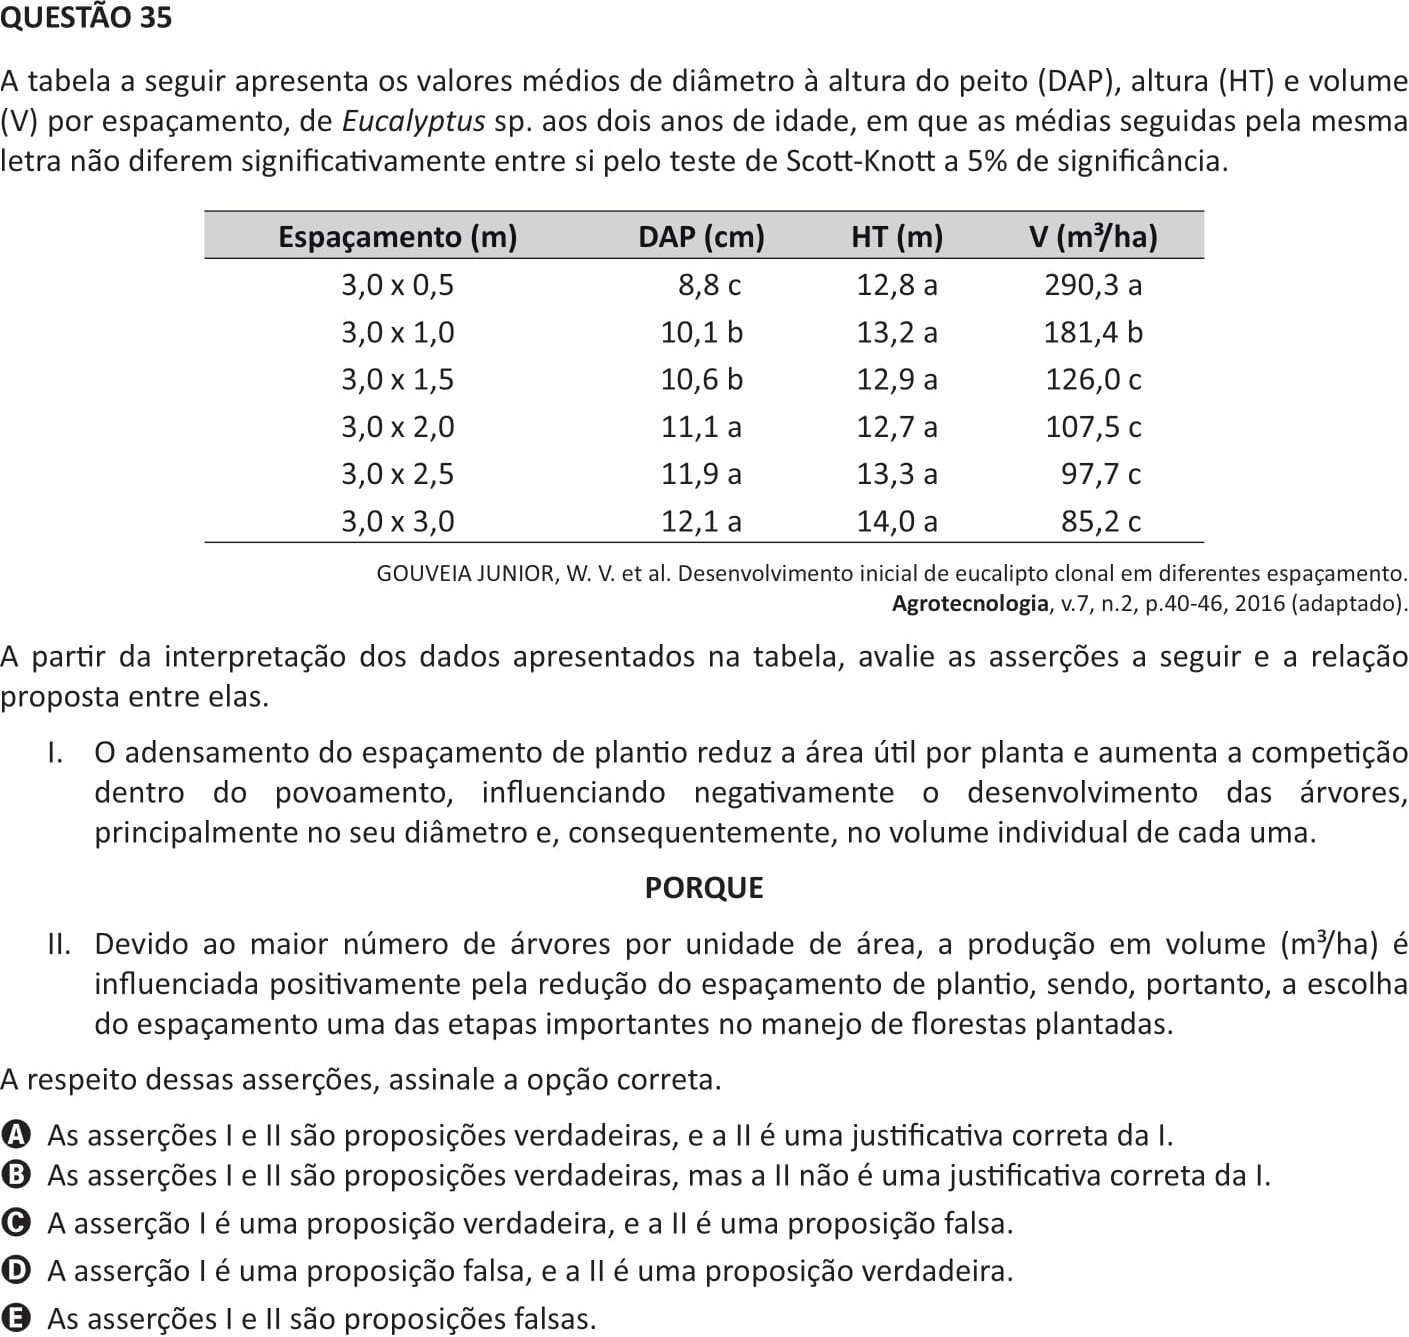 QUESTÃO 35
A tabela a seguir apresenta os valores médios de diâmetro à altura do peito (DAP), altura (HT) e volume
(V) por espaçamento, de Eucalyptus sp. aos dois anos de idade, em que as médias seguidas pela mesma
letra não diferem significativamente entre si pelo teste de Scott-Knott a 5% de significância.
Espaçamento (m) DAP (cm) HT (m) V (m³/ha)
3,0 x 0,5 8,8 c 12,8 a 290,3 a
3,0 x 1,0 10,1 b 13,2 a 181,4 b
3,0 x 1,5 10,6 b 12,9 a 126,0 c
3,0 x 2,0 11,1 a 12,7 a 107,5 c
3,0 x 2,5 11,9 a 13,3 a 97,7 c
3,0 x 3,0 12,1 a 14,0 a 85,2 c
GOUVEIA JUNIOR, W. V. et al. Desenvolvimento inicial de eucalipto clonal em diferentes espaçamento.
Agrotecnologia, v.7, n.2, p.40-46, 2016 (adaptado).
A partir da interpretação dos dados apresentados na tabela, avalie as asserções a seguir e a relação
proposta entre elas.
I. O adensamento do espaçamento de plantio reduz a área útil por planta e aumenta a competição
dentro do povoamento, influenciando negativamente o desenvolvimento das árvores,
principalmente no seu diâmetro e, consequentemente, no volume individual de cada uma.
PORQUE
II. Devido ao maior número de árvores por unidade de área, a produção em volume (m³/ha) é
influenciada positivamente pela redução do espaçamento de plantio, sendo, portanto, a escolha
do espaçamento uma das etapas importantes no manejo de florestas plantadas.
A respeito dessas asserções, assinale a opção correta.
A As asserções I e II são proposições verdadeiras, e a II é uma justificativa correta da I.
B As asserções I e II são proposições verdadeiras, mas a II não é uma justificativa correta da I.
C A asserção I é uma proposição verdadeira, e a II é uma proposição falsa.
D A asserção I é uma proposição falsa, e a II é uma proposição verdadeira.
E As asserções I e II são proposições falsas.